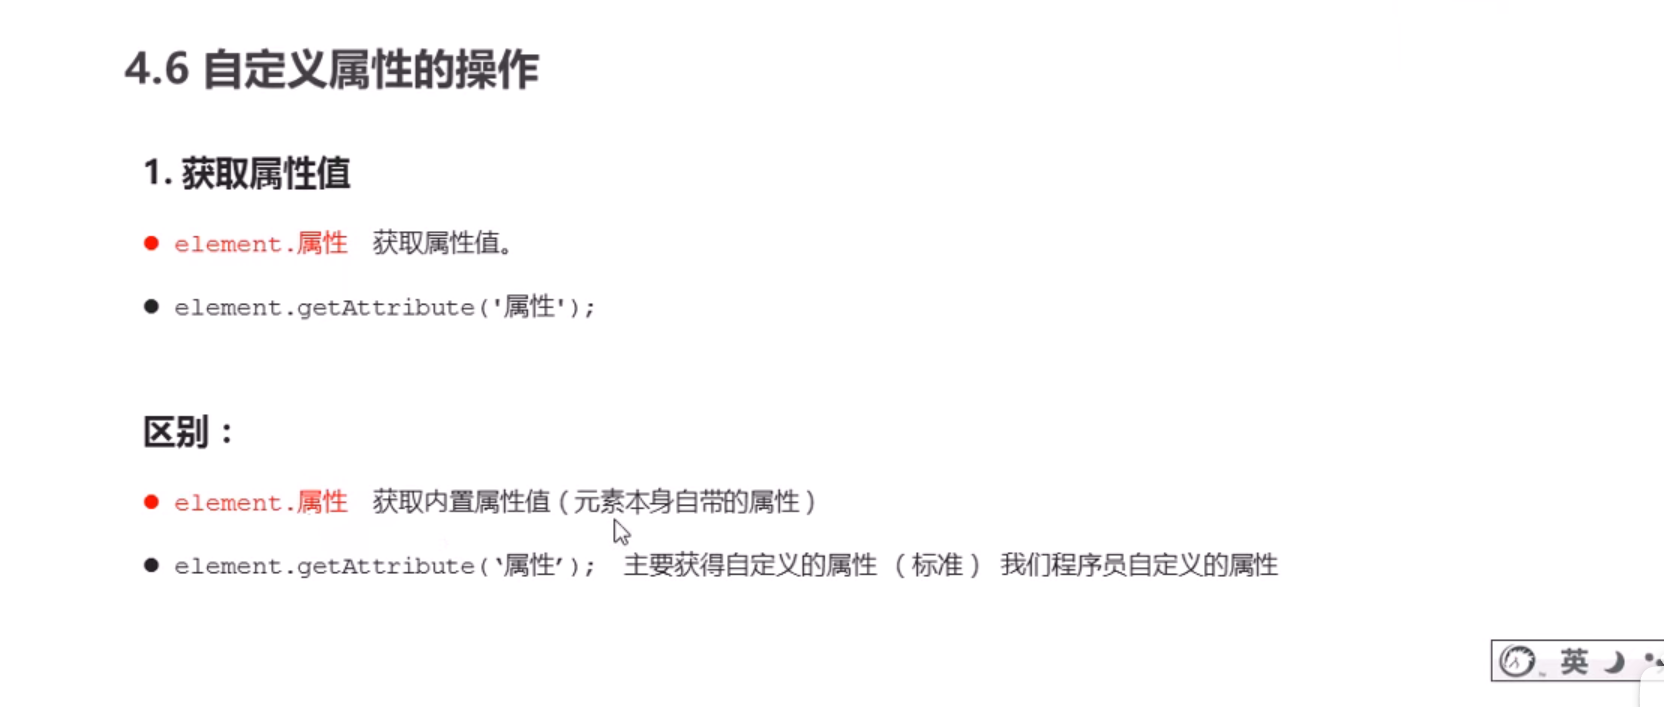 4.6 自定义属性的操作
1. 获取属性值
● element.属性 获取属性值。
● element.getAttribute('属性');
区别：
● element.属性 获取内置属性值（元素本身自带的属性）
● element.getAttribute(‘属性’); 主要获得自定义的属性 （标准） 我们程序员自定义的属性
英